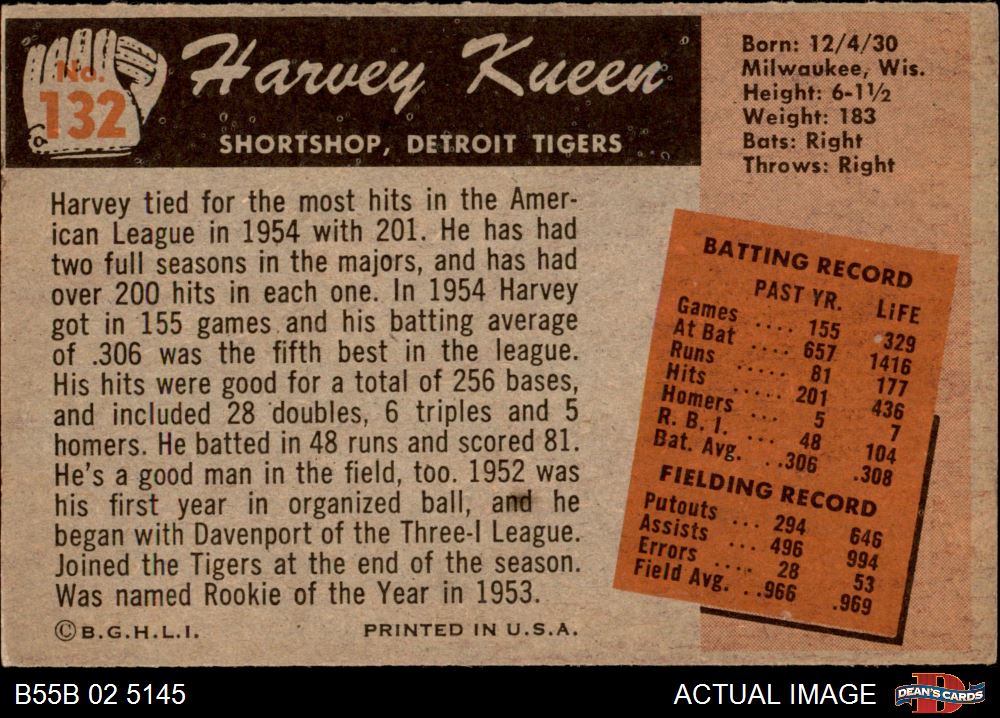 No.
132
Harvey Kueen
SHORTSHOP, DETROIT TIGERS
Born: 12/4/30
Milwaukee, Wis.
Height: 6-11/2
Weight: 183
Bats: Right
Throws: Right
Harvey tied for the most hits in the Amer-
ican League in 1954 with 201. He has had
two full seasons in the majors, and has had
over 200 hits in each one. In 1954 Harvey
got in 155 games and his batting average
of .306 was the fifth best in the league.
His hits were good for a total of 256 bases,
and included 28 doubles, 6 triples and 5
homers. He batted in 48 runs and scored 81.
He's a good man in the field, too. 1952 was
his first year in organized ball, and he
began with Davenport of the Three-I League.
Joined the Tigers at the end of the season.
Was named Rookie of the Year in 1953.
©B.G.H.L.I. PRINTED IN U.S.A.
BATTING RECORD
PAST YR. LiFE
Games .... 155 329
At Bat .... 657 1416
Runs ..... 81 177
Hits ..... 201 436
Homers ... 5 7
R. B. I. ... 48 104
Bat. Avg. ..306 .308
FIELDING RECORD
Putouts ... 294 646
Assists ... 496 994
Errors .... 28 53
Field Avg. ..966 .969
B55B 02 5145
ACTUAL IMAGE
D
DEAN'S CARDS